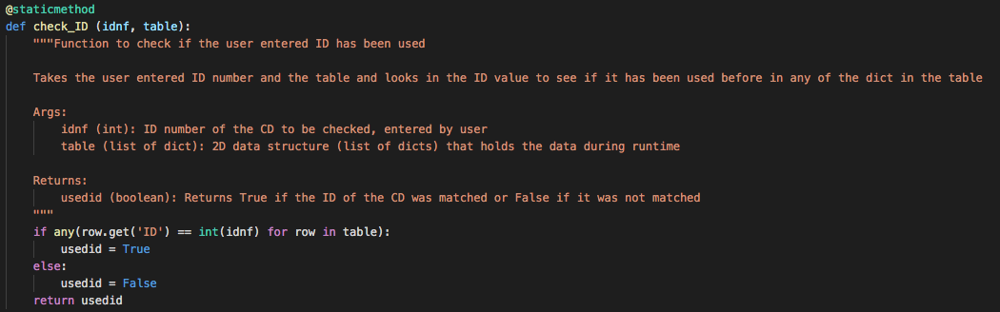 @staticmethod
def check_ID (idnf, table):
    """Function to check if the user entered ID has been used

    Takes the user entered ID number and the table and looks in the ID value to see if it has been used before in any of the dict in the table

    Args:
        idnf (int): ID number of the CD to be checked, entered by user
        table (list of dict): 2D data structure (list of dicts) that holds the data during runtime

    Returns:
        usedid (boolean): Returns True if the ID of the CD was matched or False if it was not matched
    """
    if any(row.get('ID') == int(idnf) for row in table):
        usedid = True
    else:
        usedid = False
    return usedid